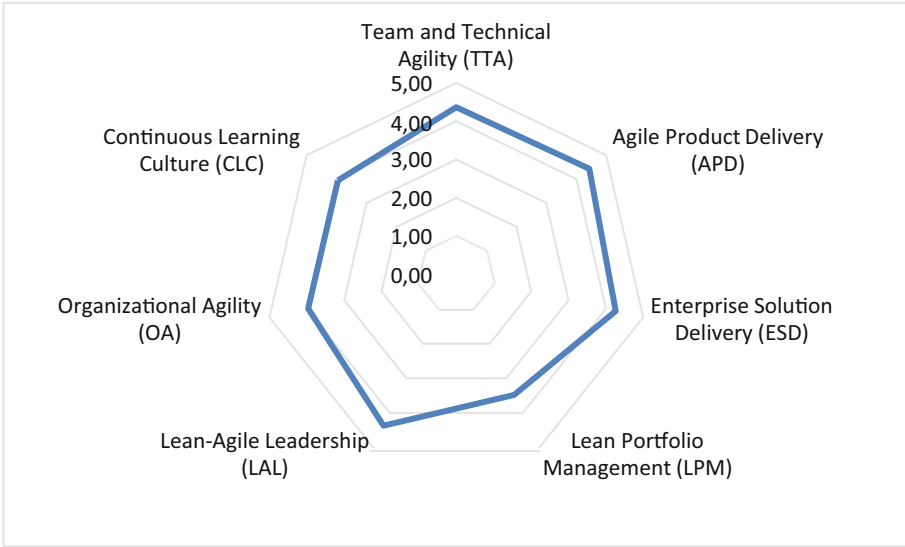 Team and Technical
Agility (TTA)
5,00
4,00
3,00
2,00
1,00
0,00
Agile Product Delivery
(APD)
Enterprise Solution
Delivery (ESD)
Lean Portfolio
Management (LPM)
Lean-Agile Leadership
(LAL)
Organizational Agility
(OA)
Continuous Learning
Culture (CLC)